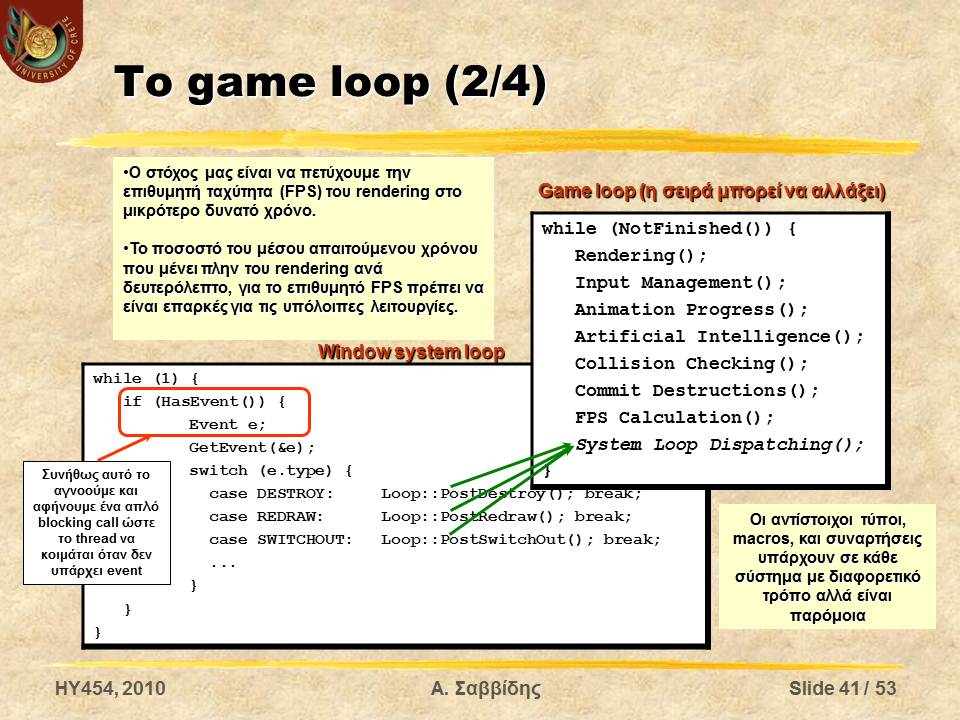 UNIVERSITY OF CRETE
Το game loop (2/4)
•Ο στόχος μας είναι να πετύχουμε την
επιθυμητή ταχύτητα (FPS) του rendering στο
μικρότερο δυνατό χρόνο.
•Το ποσοστό του μέσου απαιτούμενου χρόνου
που μένει πλην του rendering ανά
δευτερόλεπτο, για το επιθυμητό FPS πρέπει να
είναι επαρκές για τις υπόλοιπες λειτουργίες.
Game loop (η σειρά μπορεί να αλλάξει)
while (NotFinished()) {
Rendering();
Input Management();
Animation Progress();
Artificial Intelligence();
Collision Checking();
Commit Destructions();
FPS Calculation();
System Loop Dispatching();
}
Window system loop
while (1) {
if (HasEvent()) {
Event e;
GetEvent(&e);
switch (e.type) {
case DESTROY: Loop::PostDestroy(); break;
case REDRAW: Loop::PostRedraw(); break;
case SWITCHOUT: Loop::PostSwitchOut(); break;
...
}
}
}
Συνήθως αυτό το
αγνοούμε και
αφήνουμε ένα απλό
blocking call ώστε
το thread να
κοιμάται όταν δεν
υπάρχει event
Οι αντίστοιχοι τύποι,
macros, και συναρτήσεις
υπάρχουν σε κάθε
σύστημα με διαφορετικό
τρόπο αλλά είναι
παρόμοια
HY454, 2010
Α. Σαββίδης
Slide 41 / 53